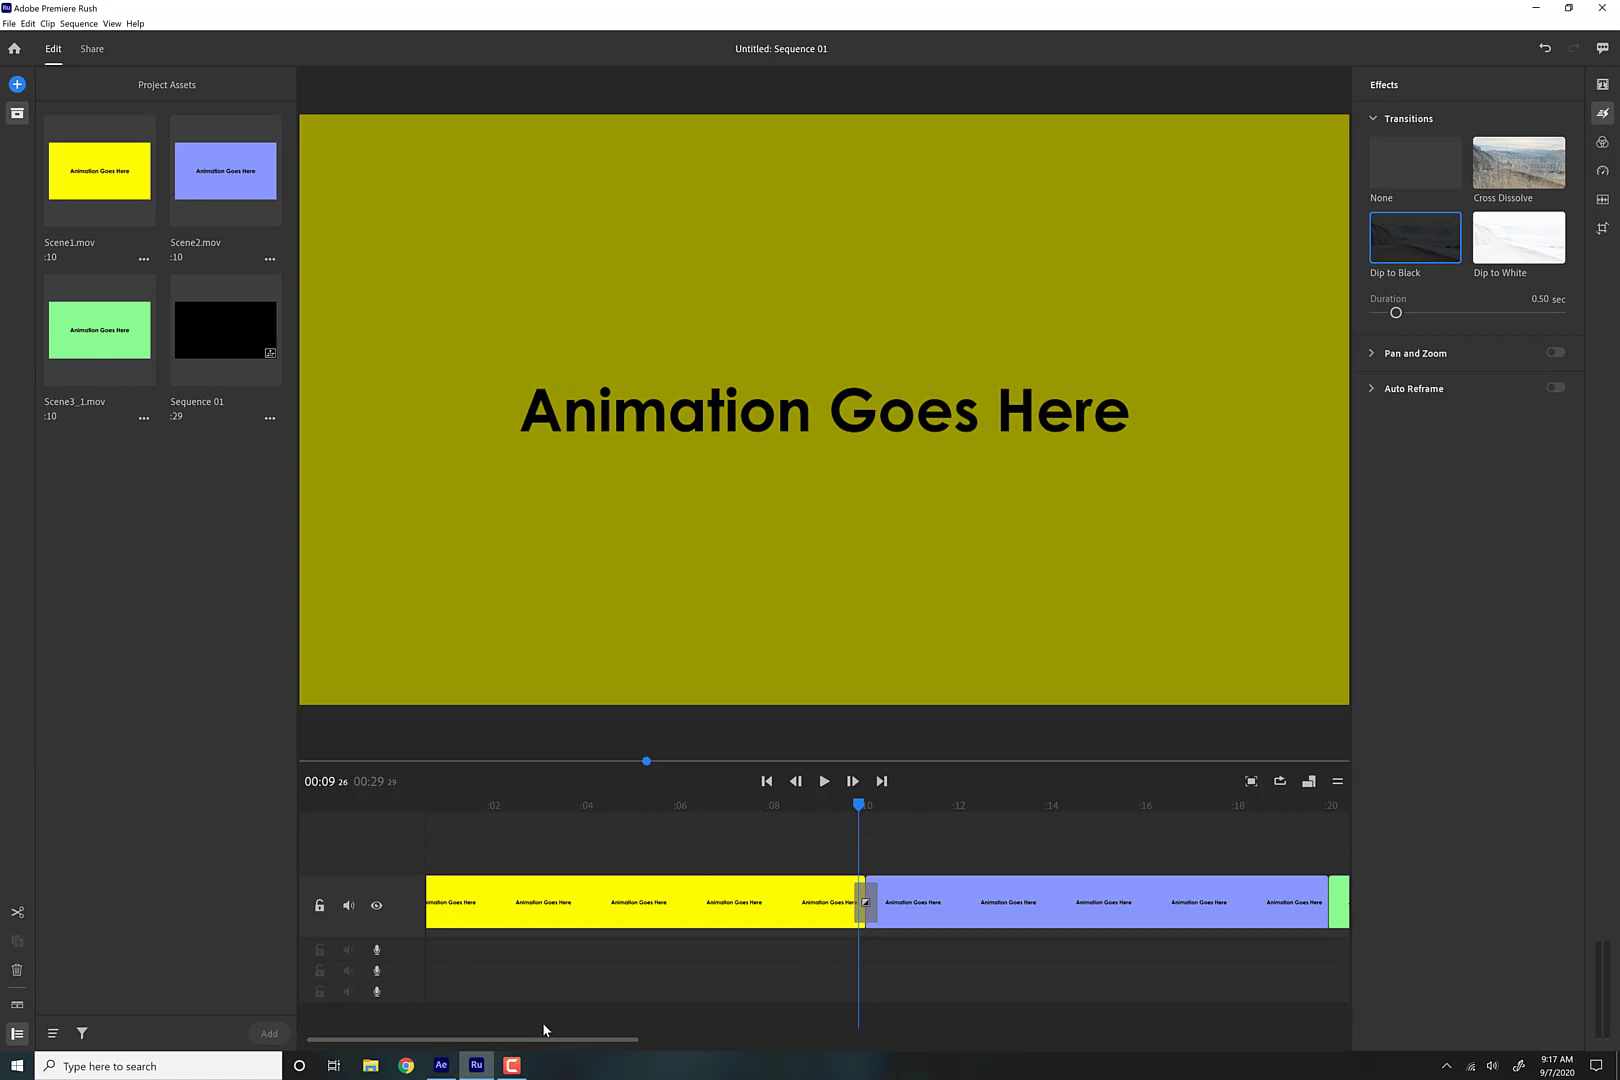 Ru Adobe Premiere Rush
File Edit Clip Sequence View Help
Edit Share Untitled: Sequence 01
Project Assets
Animation Goes Here
Scene1.mov
:10
Animation Goes Here
Scene2.mov
:10
Animation Goes Here
Scene3_1.mov
:10
Sequence 01
:29
Add
Animation Goes Here
00:09 26 00:29 29
:02 :04 :06 :08 :10 :12 :14 :16 :18 :20
imation Goes Here Animation Goes Here Animation Goes Here Animation Goes Here Animation Goes Here Animation Goes Here Animation Goes Here Animation Goes Here Animation Goes Here Animation Goes Here
Effects
Transitions
None Cross Dissolve
Dip to Black Dip to White
Duration 0.50 sec
Pan and Zoom
Auto Reframe
Type here to search
Ae Ru
9:17 AM
9/7/2020